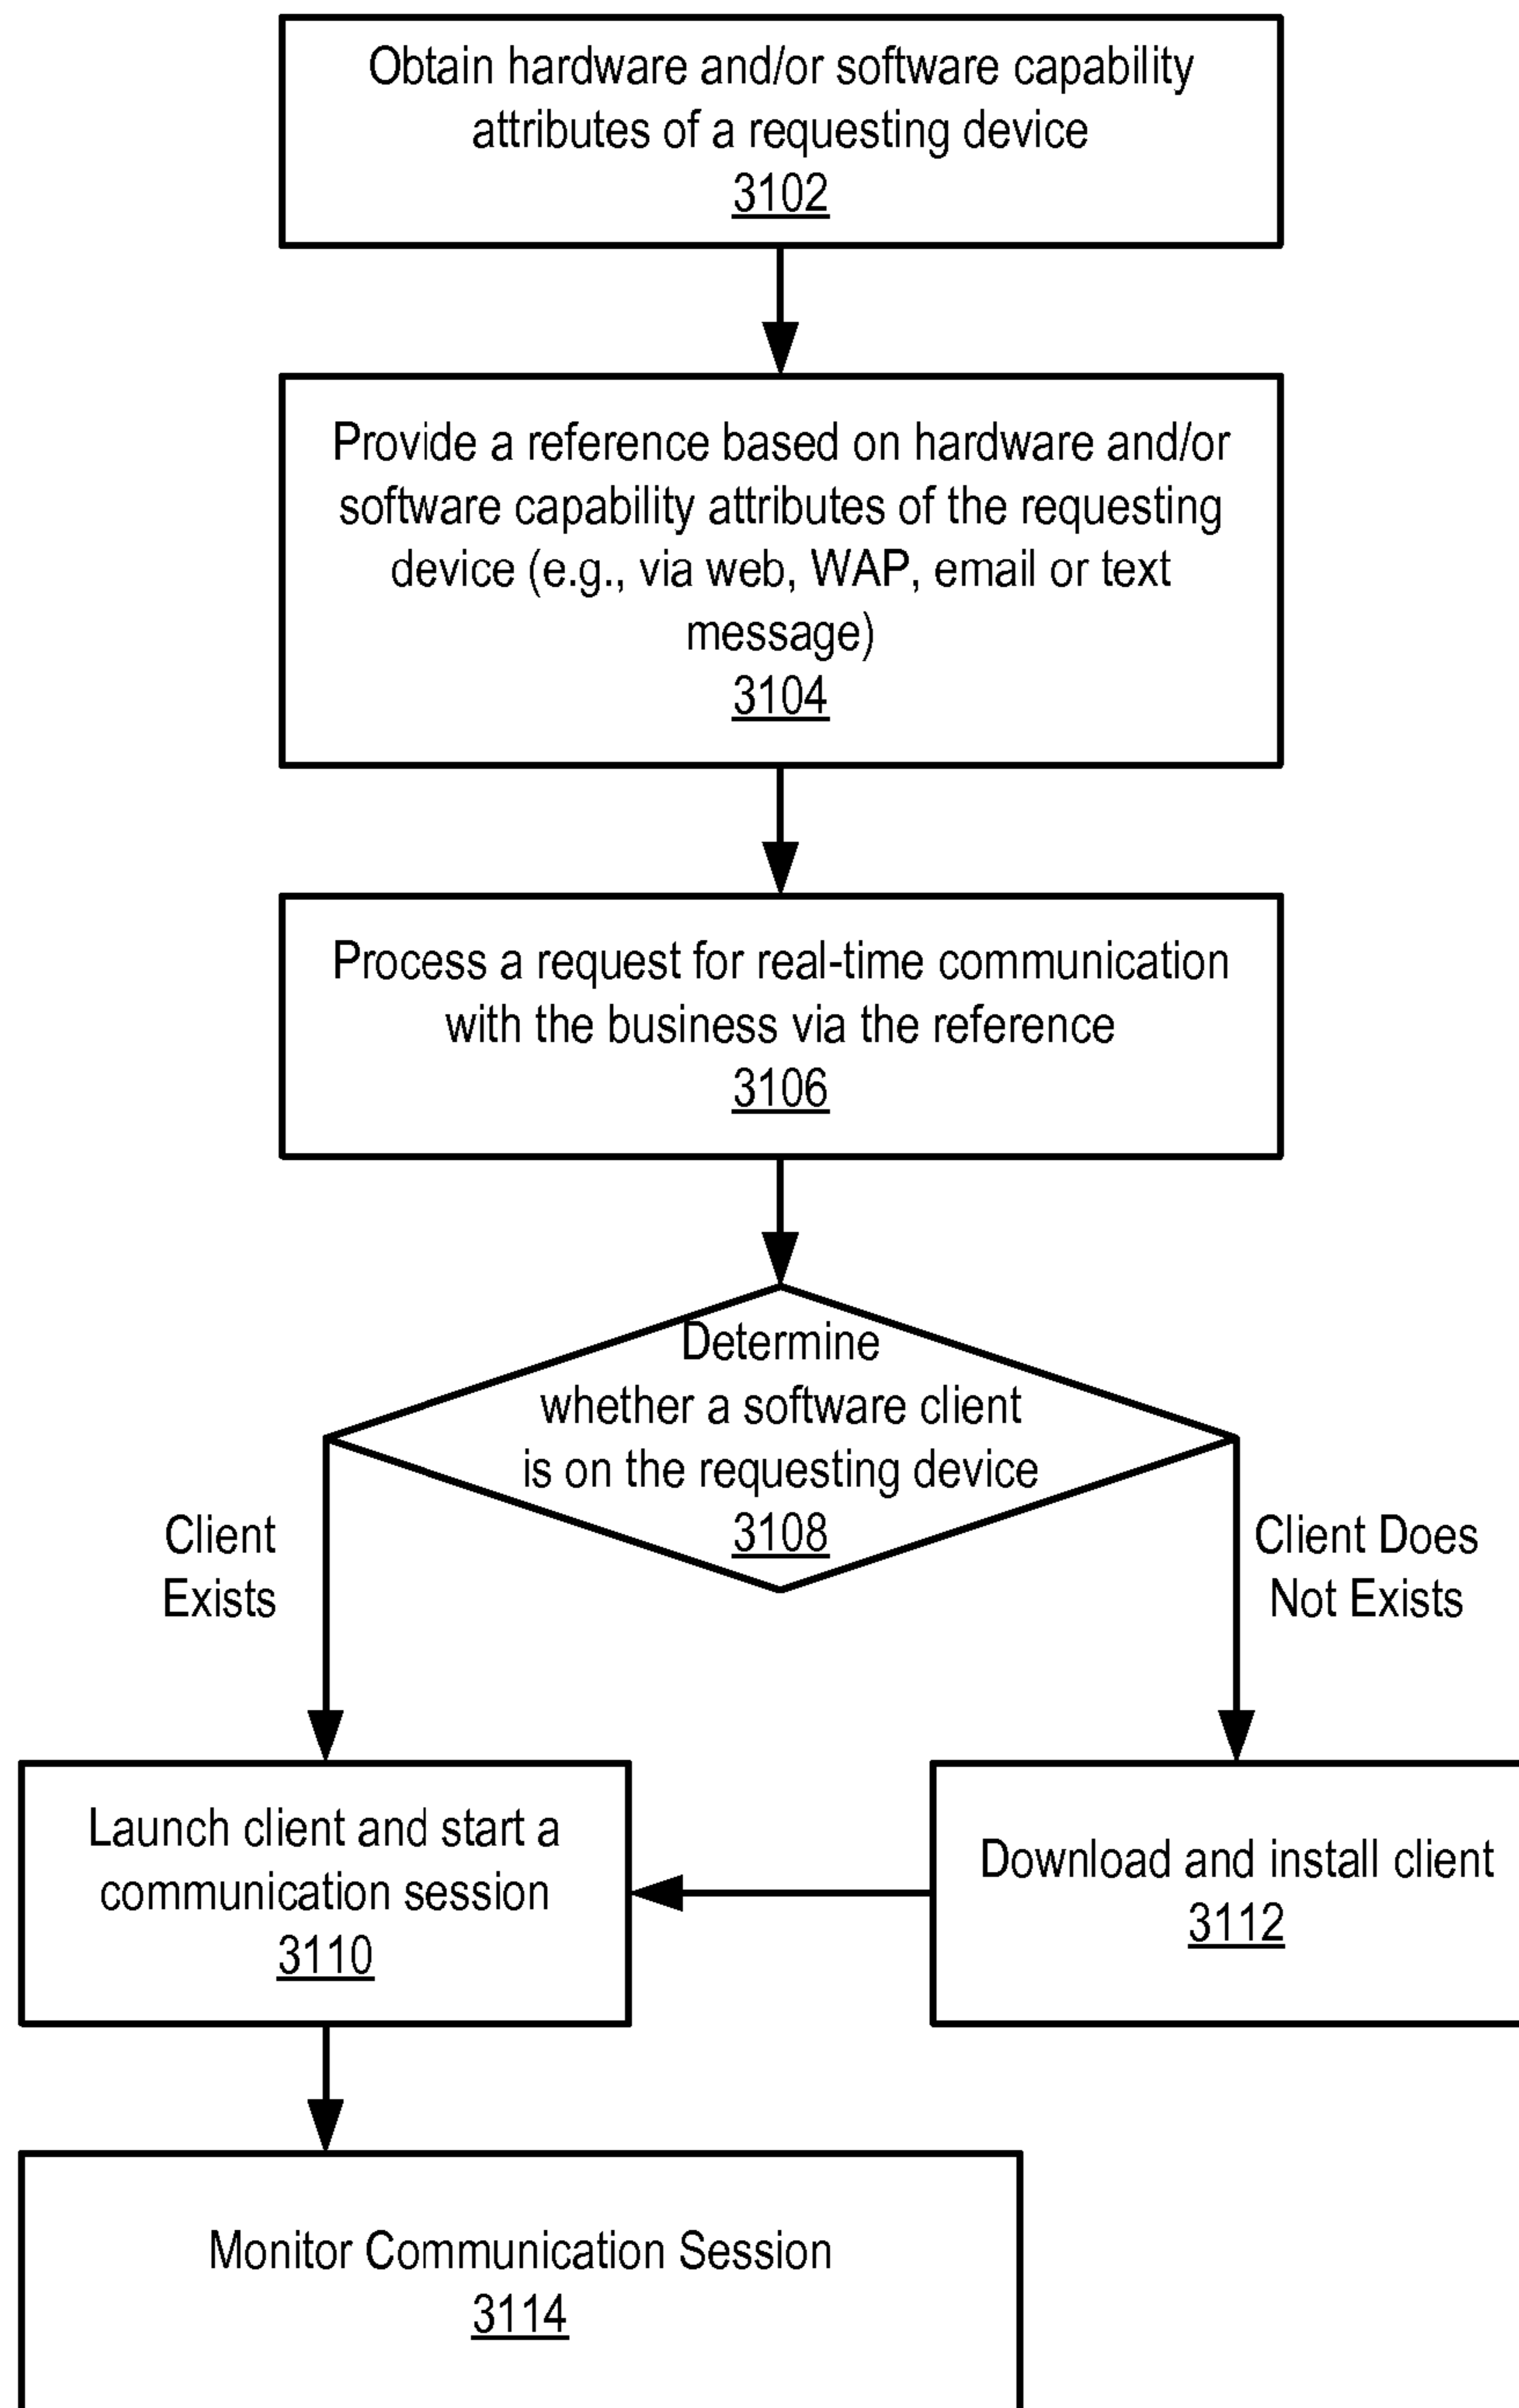 Obtain hardware and/or software capability
attributes of a requesting device
3102
Provide a reference based on hardware and/or
software capability attributes of the requesting
device (e.g., via web, WAP, email or text
message)
3104
Process a request for real-time communication
with the business via the reference
3106
Determine
whether a software client
is on the requesting device
3108
Client
Exists
Client Does
Not Exists
Launch client and start a
communication session
3110
Download and install client
3112
Monitor Communication Session
3114